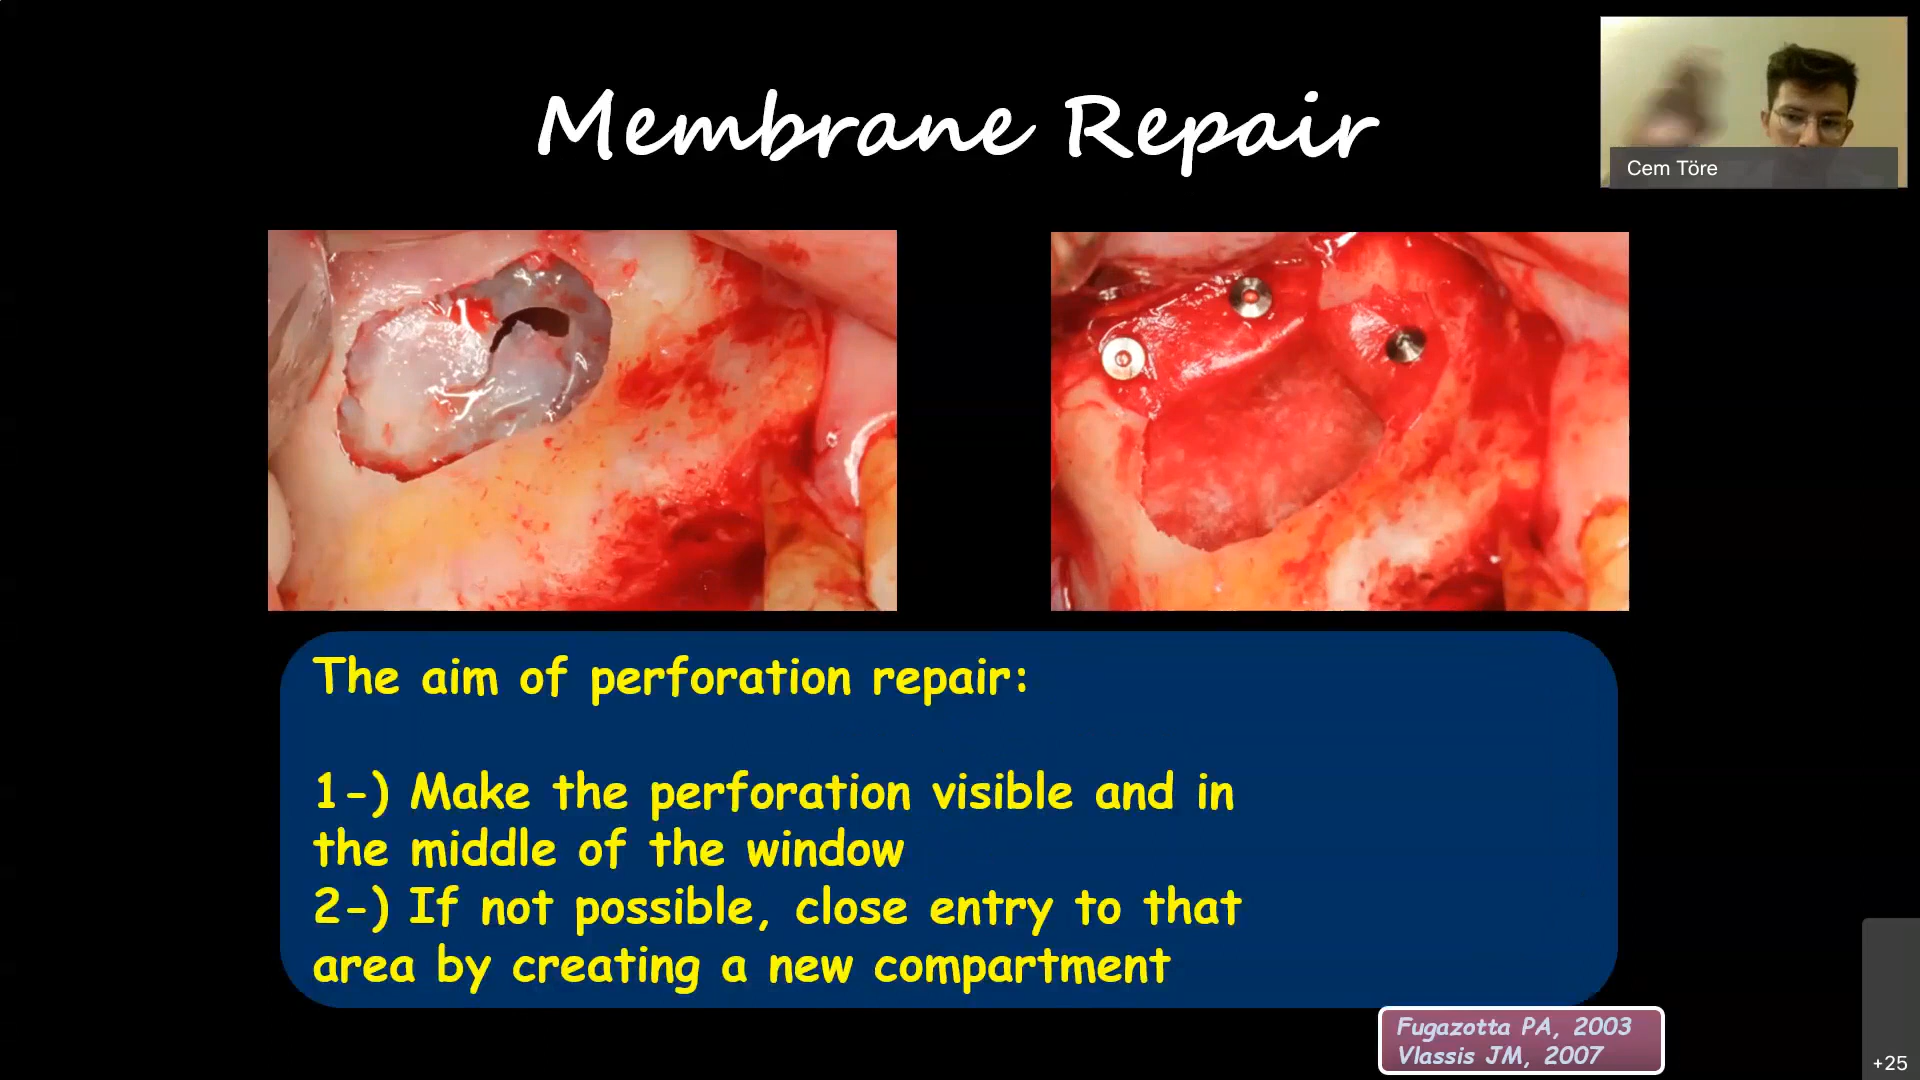 Membrane Repair
Cem Töre
The aim of perforation repair:
1-) Make the perforation visible and in
the middle of the window
2-) If not possible, close entry to that
area by creating a new compartment
Fugazotta PA, 2003
Vlassis JM, 2007
+25